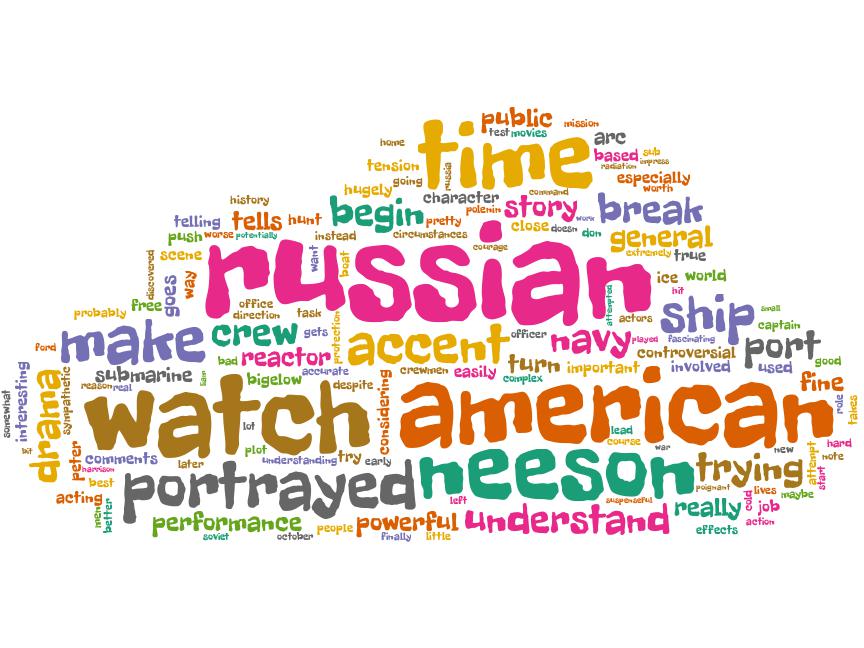 public
mission
test
movies
time
home
arc
based
sub
impress
radiation
tension
going
russia
especially
worth
hugely
command
character
history
polenin
story
work
break
telling
tells
hunt
begin
pretty
close
doesn
don
general
push
worse
potentially
instead
circumstances
courage
extremely
true
scene
want
boat
russian
discovered
goes
way
ice
world
hit
attempted
free
office
direction
task
probably
actors
ship
small
captain
make
crew
gets
protection
accent
officer
navy
played
fascinating
port
ford
bad
reactor
controversial
good
interesting
submarine
liam
accurate
crewmen
easily
turn
important
involved
used
reason
real
bigelow
despite
considering
complex
fine
somewhat
drama
sympathetic
watch
lot
american
role
takes
lead
course
bit
peter
comments
plot
war
new
hard
harrison
later
understanding
try
early
neeson
trying
attempt
note
best
portrayed
poignant
start
acting
left
suspenseful
cold
lives
maybe
men
better
really
job
performance
people
powerful
understand
action
soviet
october
finally
little
effects